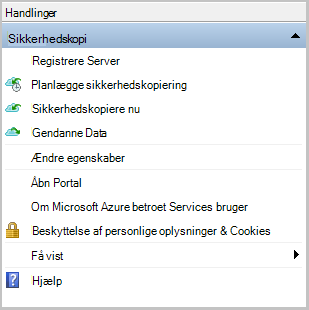 Handlinger
Sikkerhedskopi
Registrere Server
Planlægge sikkerhedskopiering
Sikkerhedskopiere nu
Gendanne Data
Ændre egenskaber
Åbn Portal
Om Microsoft Azure betroet Services bruger
Beskyttelse af personlige oplysninger & Cookies
Få vist
Hjælp